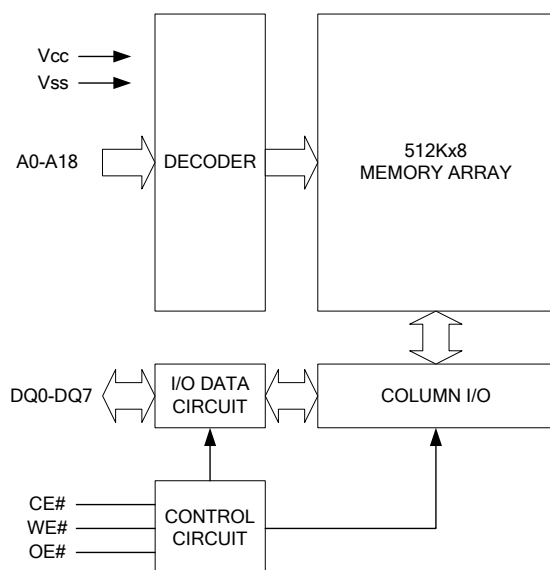 Vcc
Vss
A0-A18
DECODER
512Kx8
MEMORY ARRAY
DQ0-DQ7
I/O DATA
CIRCUIT
COLUMN I/O
CE#
WE#
OE#
CONTROL
CIRCUIT